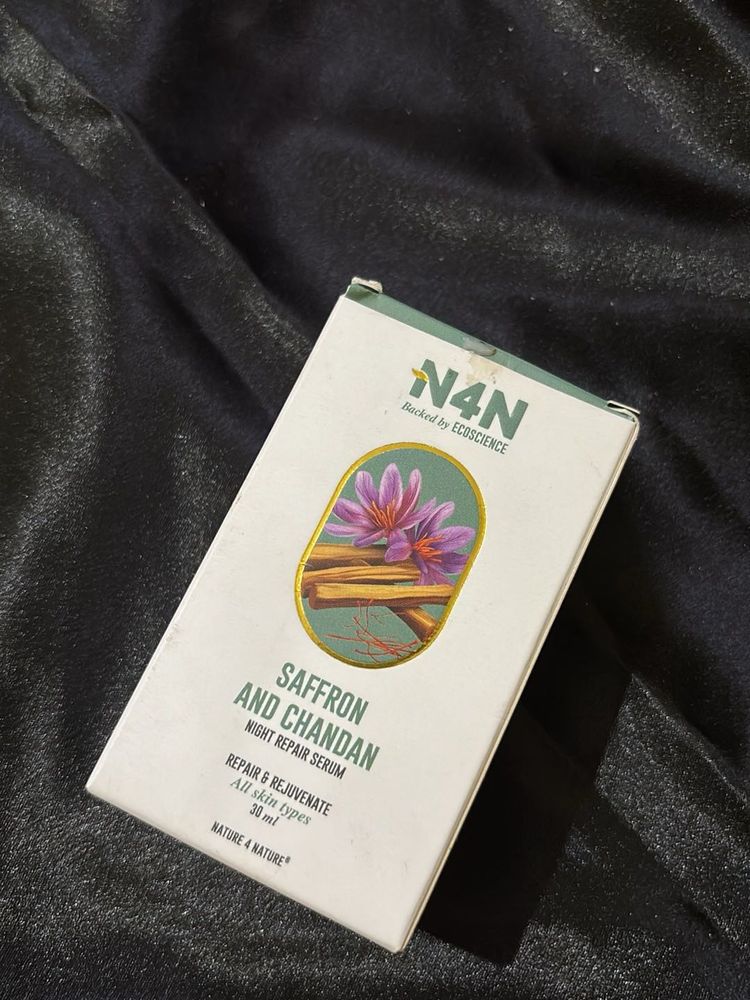 N4N
Backed by ECOSCIENCE
SAFFRON
AND CHANDAN
NIGHT REPAIR SERUM
REPAIR & REJUVENATE
All skin types
30 ml
NATURE 4 NATURE®